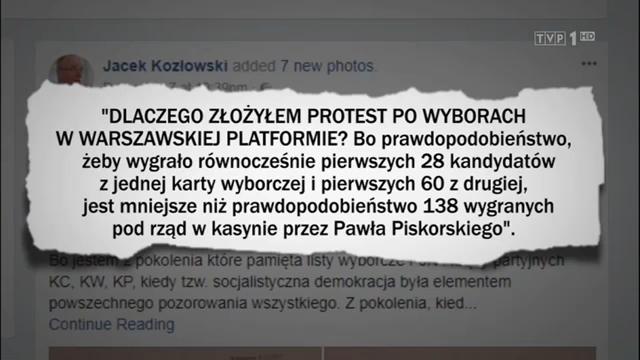 TVP 1 HD
Jacek Kozłowski added 7 new photos.
"DLACZEGO ZŁOŻYŁEM PROTEST PO WYBORACH
W WARSZAWSKIEJ PLATFORMIE? Bo prawdopodobieństwo,
żeby wygrało równocześnie pierwszych 28 kandydatów
z jednej karty wyborczej i pierwszych 60 z drugiej,
jest mniejsze niż prawdopodobieństwo 138 wygranych
pod rząd w kasynie przez Pawła Piskorskiego".
Bo jestem z pokolenia które pamięta listy wyborcze partyjnych
KC, KW, KP, kiedy tzw. socjalistyczna demokracja była elementem
powszechnego pozorowania wszystkiego. Z pokolenia, kied...
Continue Reading